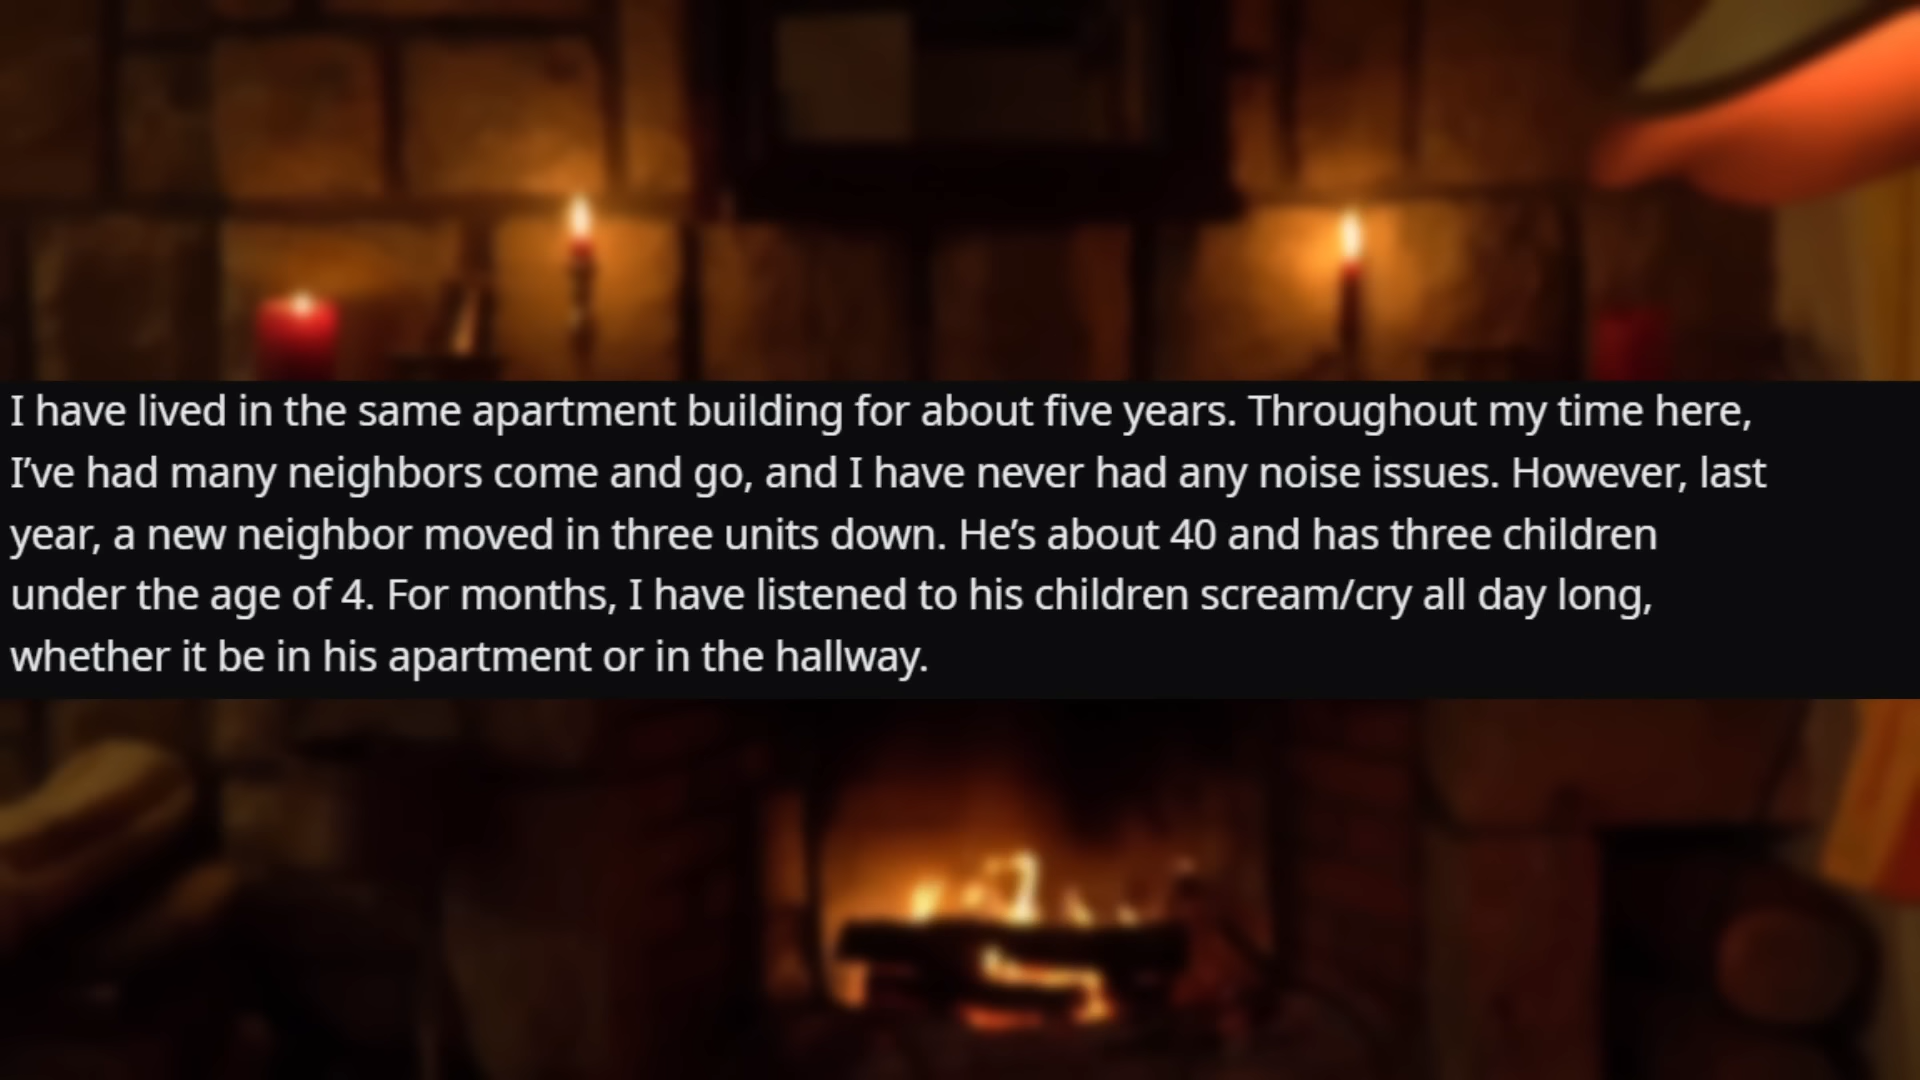 I have lived in the same apartment building for about five years. Throughout my time here,
I’ve had many neighbors come and go, and I have never had any noise issues. However, last
year, a new neighbor moved in three units down. He’s about 40 and has three children
under the age of 4. For months, I have listened to his children scream/cry all day long,
whether it be in his apartment or in the hallway.